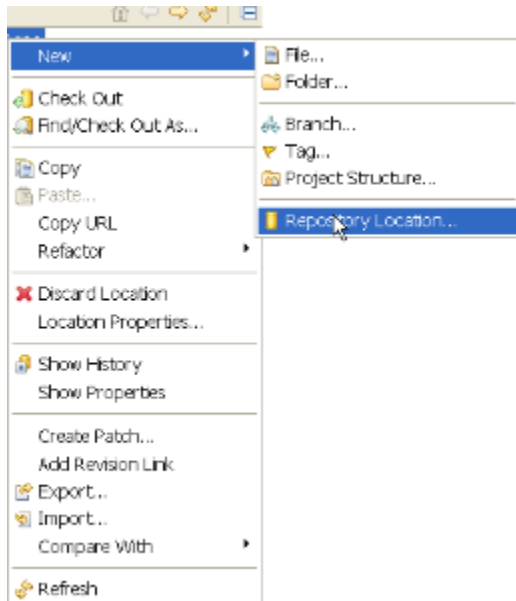 New
Check Out
Find/Check Out As...
Copy
Paste...
Copy URL
Refactor
Discard Location
Location Properties...
Show History
Show Properties
Create Patch...
Add Revision Link
Export...
Import...
Compare With
Refresh
File...
Folder...
Branch...
Tag...
Project Structure...
Repository Location...